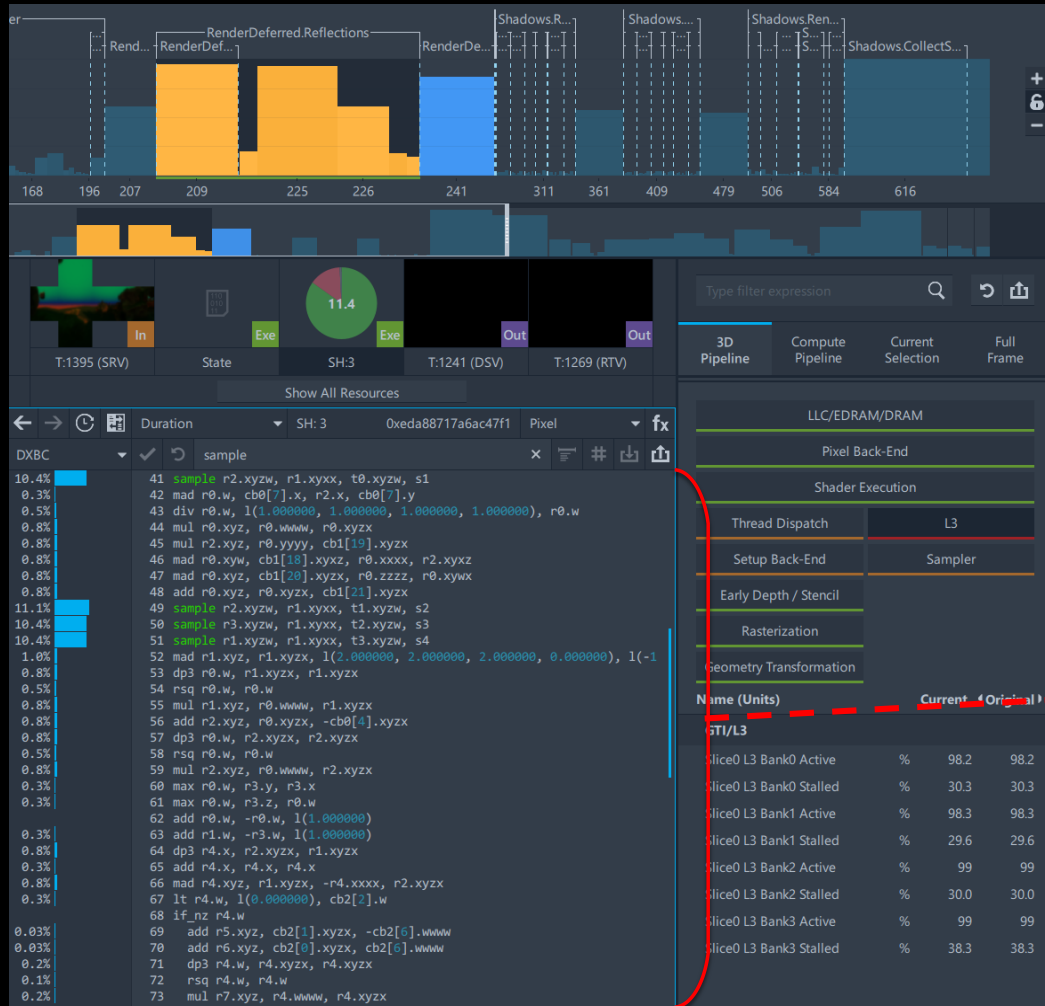 er
RenderDeferred.Reflections
Shadows.R...
Shadows....
Shadows.Ren...
Rend...
RenderDef...
RenderDe...
S...
S...
Shadows.CollectS...
168 196 207 209 225 226 241 311 361 409 479 506 584 616
In
Exe
11.4
Exe
Out
Out
T:1395 (SRV)
State
SH:3
T:1241 (DSV)
T:1269 (RTV)
Show All Resources
Type filter expression
3D Pipeline
Compute Pipeline
Current Selection
Full Frame
LLC/EDRAM/DRAM
Pixel Back-End
Shader Execution
Thread Dispatch
L3
Setup Back-End
Sampler
Early Depth / Stencil
Rasterization
Geometry Transformation
Duration SH: 3 0xeda88717a6ac47f1 Pixel fx
DXBC sample
10.4% 41 sample r2.xyzw, r1.xyxx, t0.xyzw, s1
0.3% 42 mad r0.w, cb0[7].x, r2.x, cb0[7].y
0.5% 43 div r0.w, l(1.000000, 1.000000, 1.000000, 1.000000), r0.w
0.8% 44 mul r0.xyz, r0.wwww, r0.xyzx
0.8% 45 mul r2.xyz, r0.yyyy, cb1[19].xyzx
0.8% 46 mad r0.xyw, cb1[18].xyxz, r0.xxxx, r2.xyxz
0.8% 47 mad r0.xyz, cb1[20].xyzx, r0.zzzz, r0.xywx
0.8% 48 add r0.xyz, r0.xyzx, cb1[21].xyzx
11.1% 49 sample r2.xyzw, r1.xyxx, t1.xyzw, s2
10.4% 50 sample r3.xyzw, r1.xyxx, t2.xyzw, s3
10.4% 51 sample r1.xyzw, r1.xyxx, t3.xyzw, s4
1.0% 52 mad r1.xyz, r1.xyzx, l(2.000000, 2.000000, 2.000000, 0.000000), l(-1
0.8% 53 dp3 r0.w, r1.xyzx, r1.xyzx
0.5% 54 rsq r0.w, r0.w
0.8% 55 mul r1.xyz, r0.wwww, r1.xyzx
0.8% 56 add r2.xyz, r0.xyzx, -cb0[4].xyzx
0.8% 57 dp3 r0.w, r2.xyzx, r2.xyzx
0.5% 58 rsq r0.w, r0.w
0.8% 59 mul r2.xyz, r0.wwww, r2.xyzx
0.3% 60 max r0.w, r3.y, r3.x
0.3% 61 max r0.w, r3.z, r0.w
62 add r0.w, -r0.w, l(1.000000)
0.3% 63 add r1.w, -r3.w, l(1.000000)
0.8% 64 dp3 r4.x, r2.xyzx, r1.xyzx
0.3% 65 add r4.x, r4.x, r4.x
0.8% 66 mad r4.xyz, r1.xyzx, -r4.xxxx, r2.xyzx
0.3% 67 lt r4.w, l(0.000000), cb2[2].w
68 if_nz r4.w
0.03% 69 add r5.xyz, cb2[1].xyzx, -cb2[6].wwww
0.03% 70 add r6.xyz, cb2[0].xyzx, cb2[6].wwww
0.2% 71 dp3 r4.w, r4.xyzx, r4.xyzx
0.1% 72 rsq r4.w, r4.w
0.2% 73 mul r7.xyz, r4.wwww, r4.xyzx
Name (Units) Current Original
GTI/L3
Slice0 L3 Bank0 Active % 98.2 98.2
Slice0 L3 Bank0 Stalled % 30.3 30.3
Slice0 L3 Bank1 Active % 98.3 98.3
Slice0 L3 Bank1 Stalled % 29.6 29.6
Slice0 L3 Bank2 Active % 99 99
Slice0 L3 Bank2 Stalled % 30.0 30.0
Slice0 L3 Bank3 Active % 99 99
Slice0 L3 Bank3 Stalled % 38.3 38.3